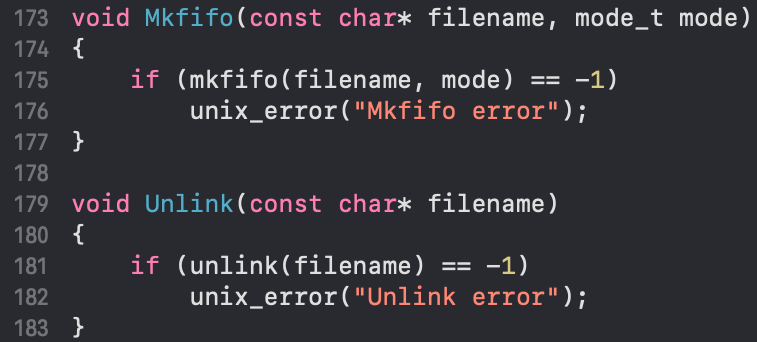 173 void Mkfifo(const char* filename, mode_t mode)
174 {
175     if (mkfifo(filename, mode) == -1)
176         unix_error("Mkfifo error");
177 }
178
179 void Unlink(const char* filename)
180 {
181     if (unlink(filename) == -1)
182         unix_error("Unlink error");
183 }